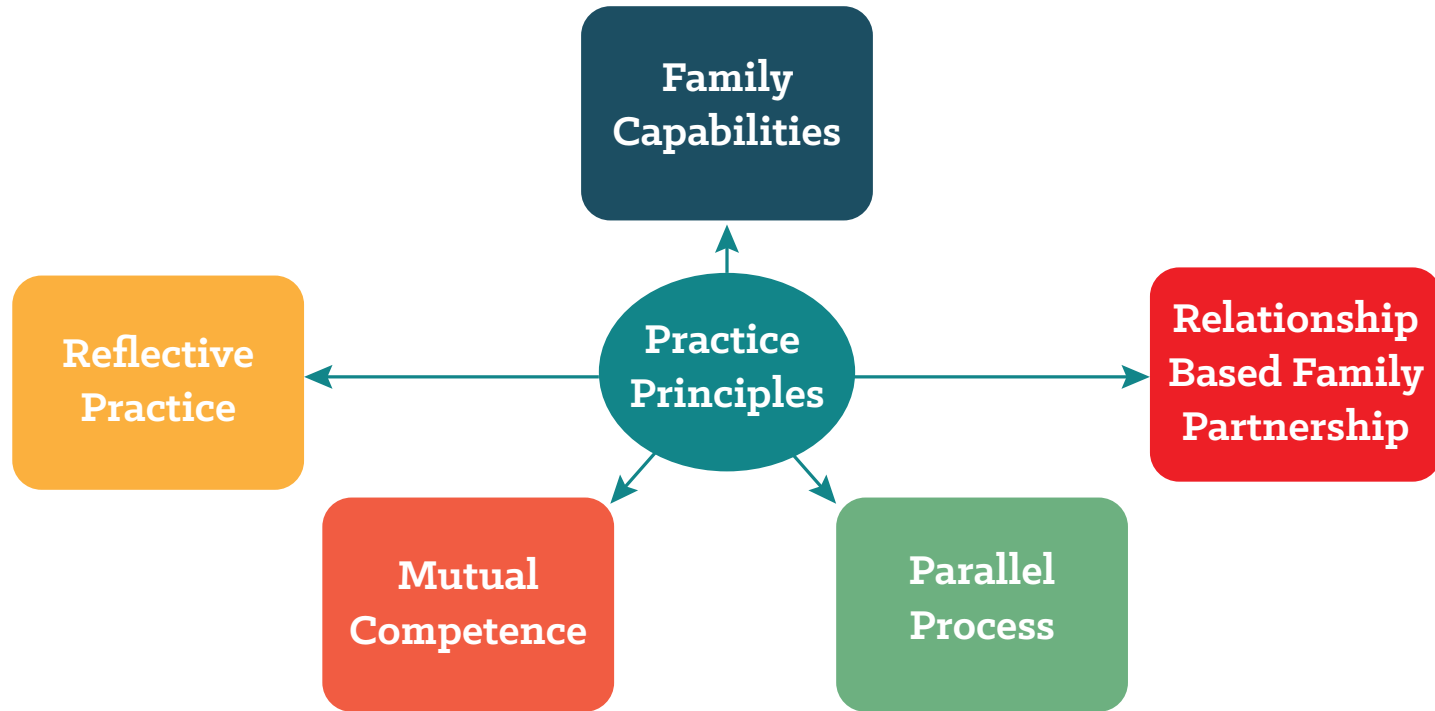 Family
Capabilities
Reflective
Practice
Practice
Principles
Relationship
Based Family
Partnership
Mutual
Competence
Parallel
Process